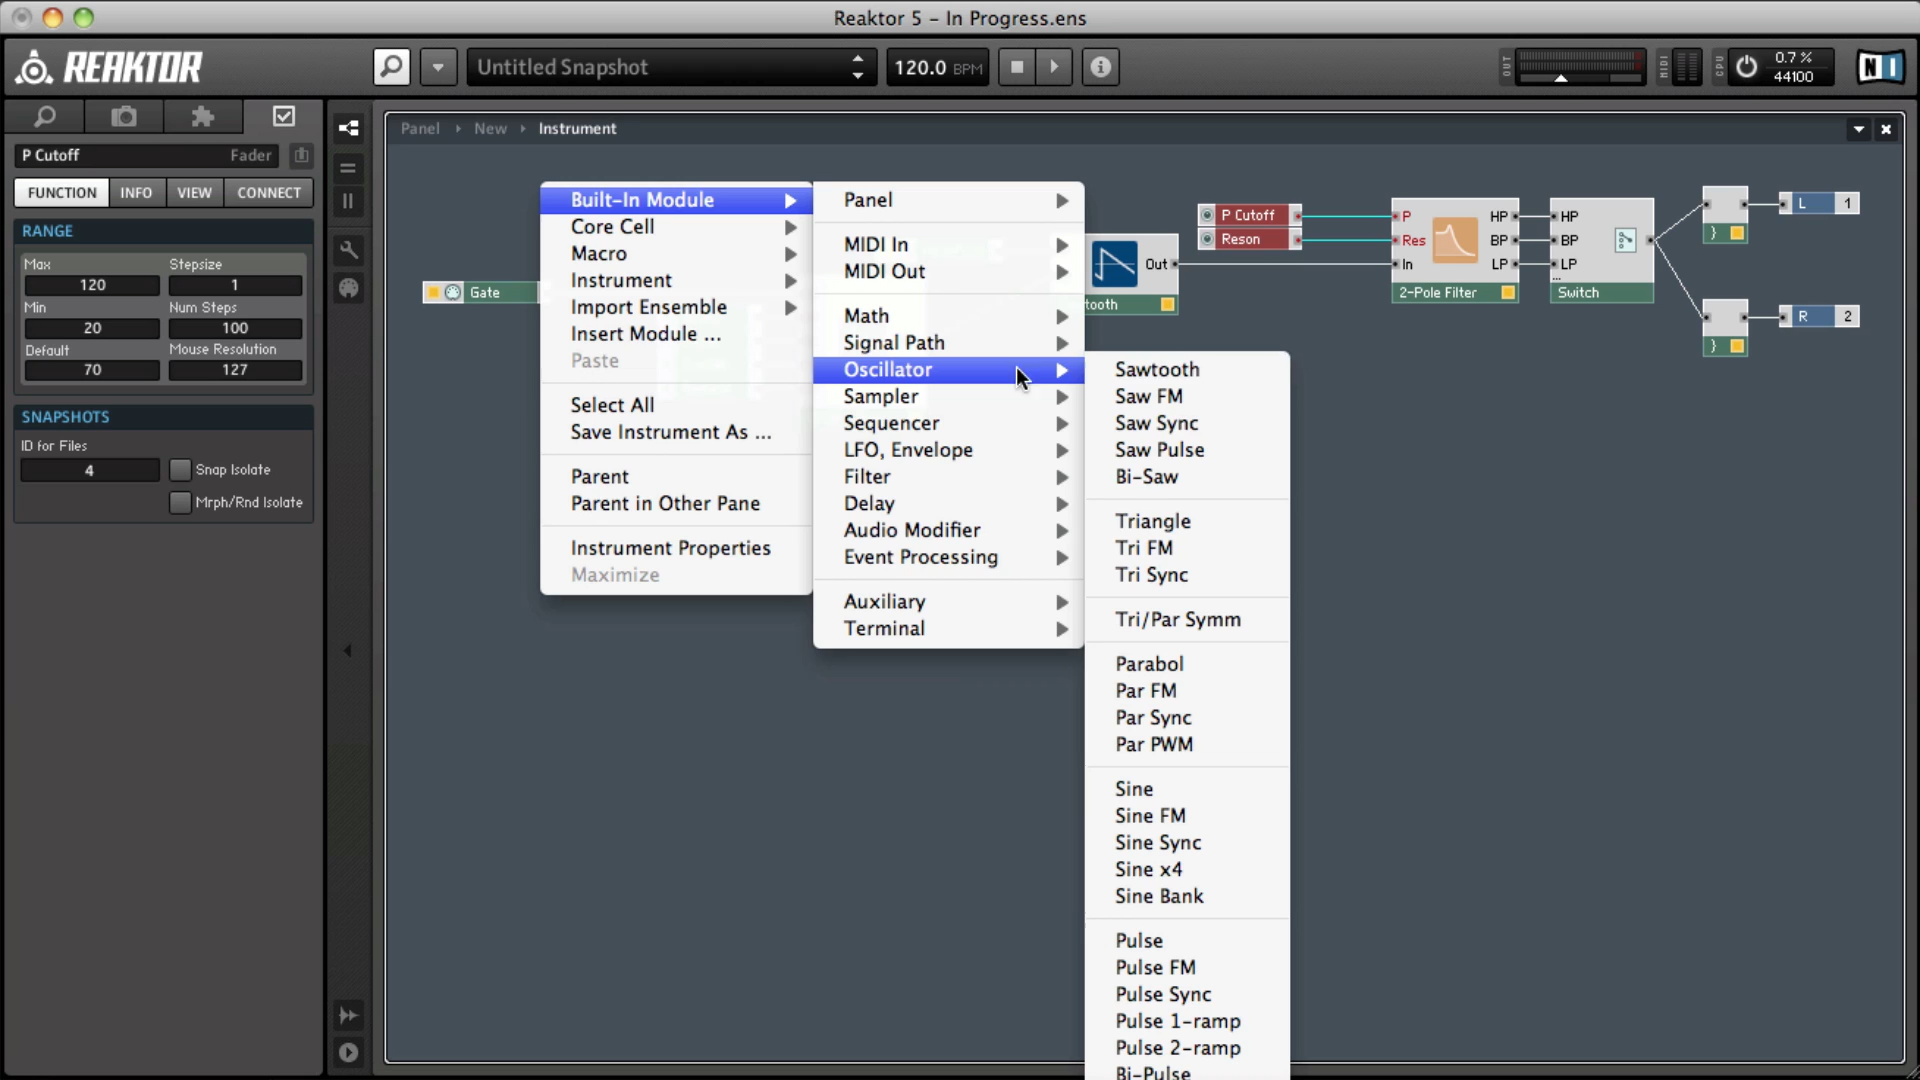 Reaktor 5 – In Progress.ens
REAKTOR
Untitled Snapshot
120.0 BPM
OUT
MIDI
CPU
0.7 %
44100
NI
P Cutoff
Fader
FUNCTION
INFO
VIEW
CONNECT
RANGE
Max
Stepsize
120
1
Min
Num Steps
20
100
Default
Mouse Resolution
70
127
SNAPSHOTS
ID for Files
4
Snap Isolate
Mrph/Rnd Isolate
Panel
New
Instrument
Gate
Built-In Module
Core Cell
Macro
Instrument
Import Ensemble
Insert Module ...
Paste
Select All
Save Instrument As ...
Parent
Parent in Other Pane
Instrument Properties
Maximize
Panel
MIDI In
MIDI Out
Math
Signal Path
Oscillator
Sampler
Sequencer
LFO, Envelope
Filter
Delay
Audio Modifier
Event Processing
Auxiliary
Terminal
Sawtooth
Saw FM
Saw Sync
Saw Pulse
Bi-Saw
Triangle
Tri FM
Tri Sync
Tri/Par Symm
Parabol
Par FM
Par Sync
Par PWM
Sine
Sine FM
Sine Sync
Sine x4
Sine Bank
Pulse
Pulse FM
Pulse Sync
Pulse 1-ramp
Pulse 2-ramp
Bi-Pulse
Out
tooth
P Cutoff
Reson
P
HP
Res
BP
In
LP
2-Pole Filter
HP
BP
LP
...
Switch
}
L 1
}
R 2